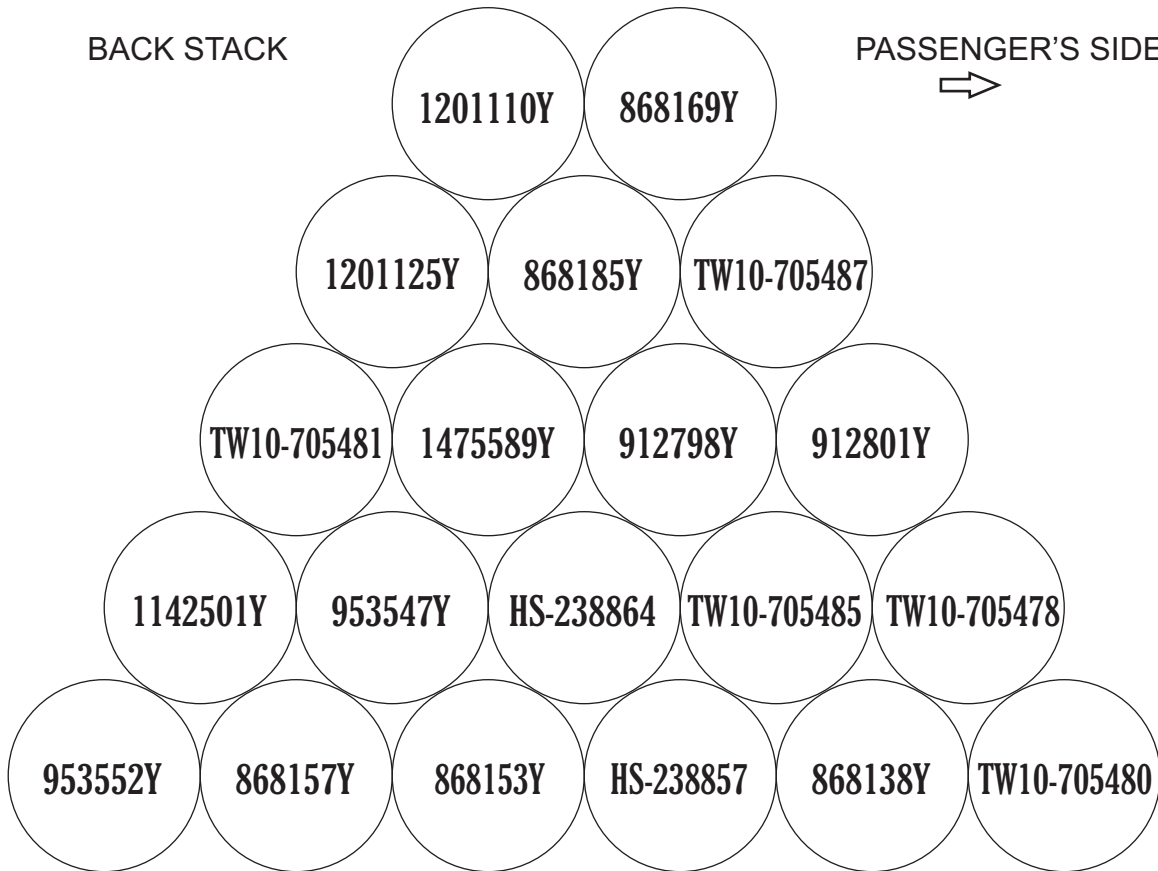 BACK STACK
PASSENGER’S SIDE
1201110Y 868169Y
1201125Y 868185Y TW10-705487
TW10-705481 1475589Y 912798Y 912801Y
1142501Y 953547Y HS-238864 TW10-705485 TW10-705478
953552Y 868157Y 868153Y HS-238857 868138Y TW10-705480